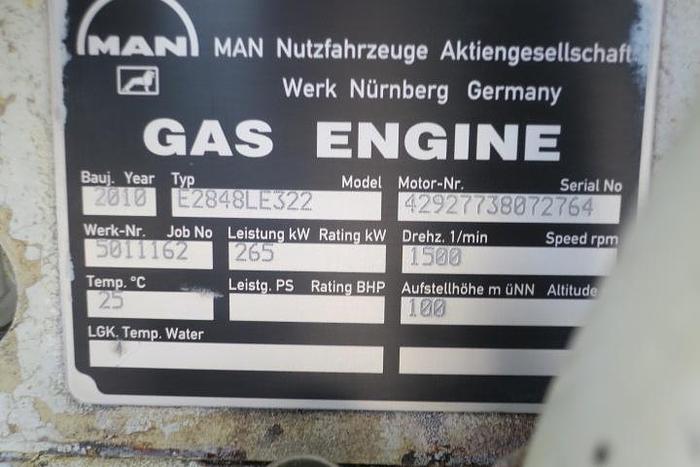 MAN MAN Nutzfahrzeuge Aktiengesellschaft
Werk Nürnberg Germany
GAS ENGINE
Bauj. Year Typ Model Motor-Nr. Serial No
2010 E2848LE322 42927738072764
Werk-Nr. Job No Leistung kW Rating kW Drehz. 1/min Speed rpm
5011162 265 1500
Temp. °C Leistg. PS Rating BHP Aufstellhöhe m üNN Altitude
25 100
LGK. Temp. Water